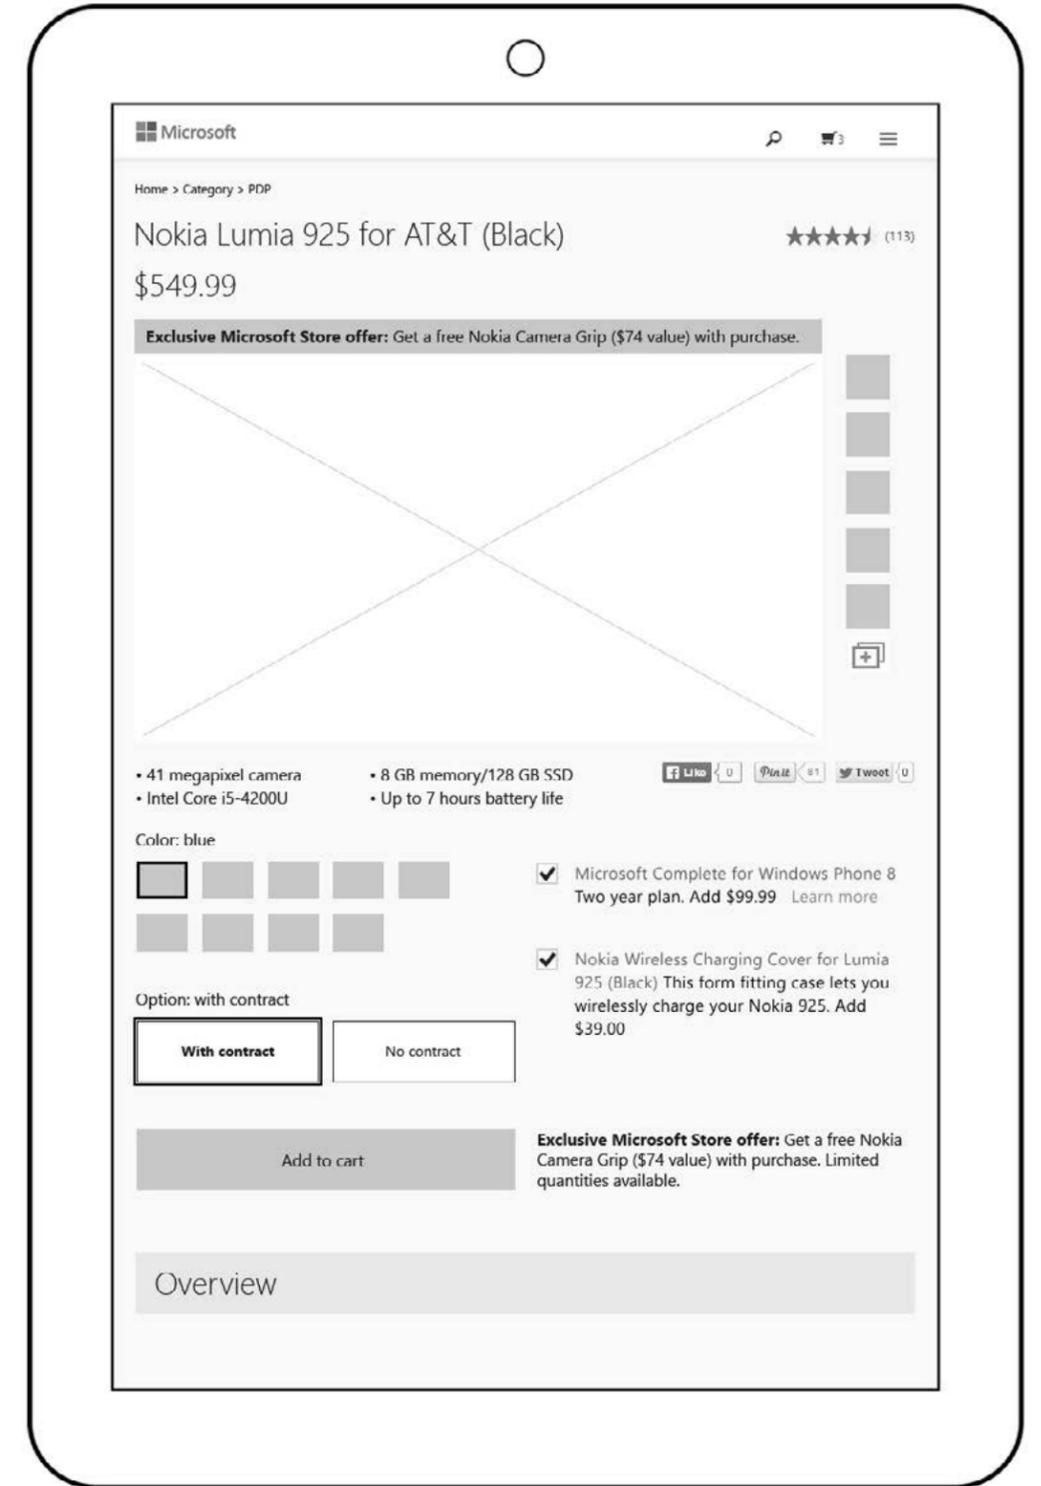 Microsoft
3
Home > Category > PDP
Nokia Lumia 925 for AT&T (Black)
(113)
$549.99
Exclusive Microsoft Store offer: Get a free Nokia Camera Grip ($74 value) with purchase.
• 41 megapixel camera
• Intel Core i5-4200U
• 8 GB memory/128 GB SSD
• Up to 7 hours battery life
Like 0 Pin it 81 Tweet 0
Color: blue
Microsoft Complete for Windows Phone 8
Two year plan. Add $99.99 Learn more
Nokia Wireless Charging Cover for Lumia
925 (Black) This form fitting case lets you
wirelessly charge your Nokia 925. Add
$39.00
Option: with contract
With contract
No contract
Add to cart
Exclusive Microsoft Store offer: Get a free Nokia
Camera Grip ($74 value) with purchase. Limited
quantities available.
Overview